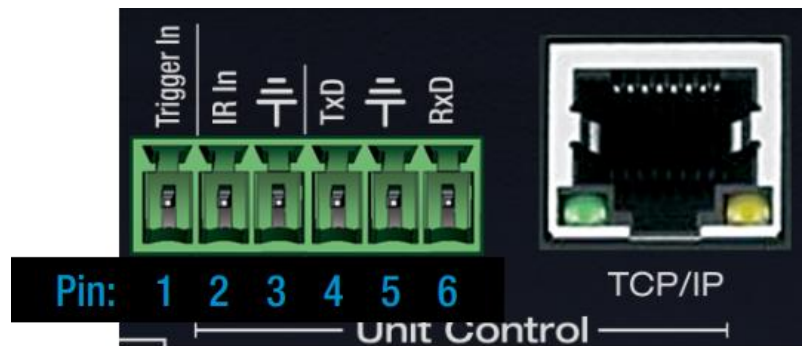 Trigger In
IR In
TxD
RxD
Pin: 1 2 3 4 5 6
TCP/IP
Unit Control